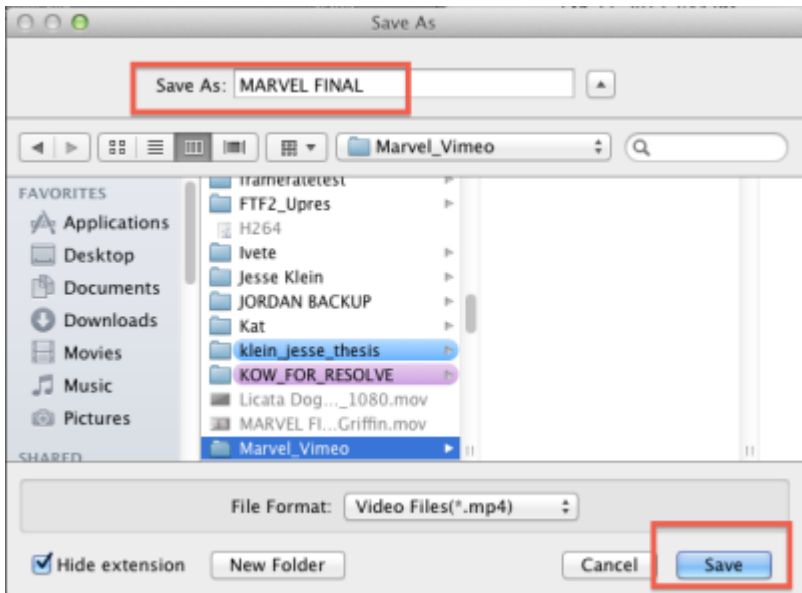 Save As
Save As: MARVEL FINAL
Marvel_Vimeo
FAVORITES
Applications
Desktop
Documents
Downloads
Movies
Music
Pictures
SHARED
frameratetest
FTF2_Upres
H264
Ivete
Jesse Klein
JORDAN BACKUP
Kat
klein_jesse_thesis
KOW_FOR_RESOLVE
Licata Dog..._1080.mov
MARVEL FI...Griffin.mov
Marvel_Vimeo
File Format: Video Files(*.mp4)
Hide extension New Folder Cancel Save